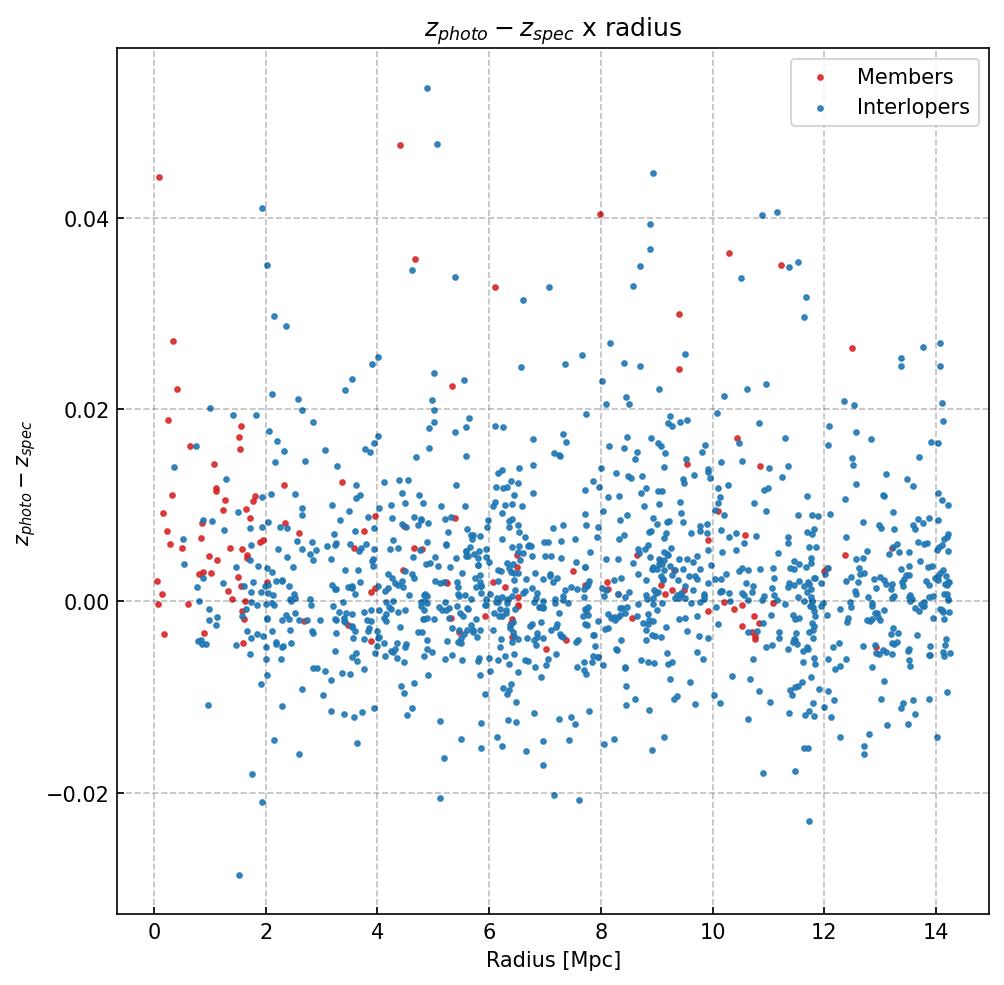 z_photo − z_spec x radius
Members
Interlopers
0.04
0.02
0.00
−0.02
z_photo − z_spec
0 2 4 6 8 10 12 14
Radius [Mpc]